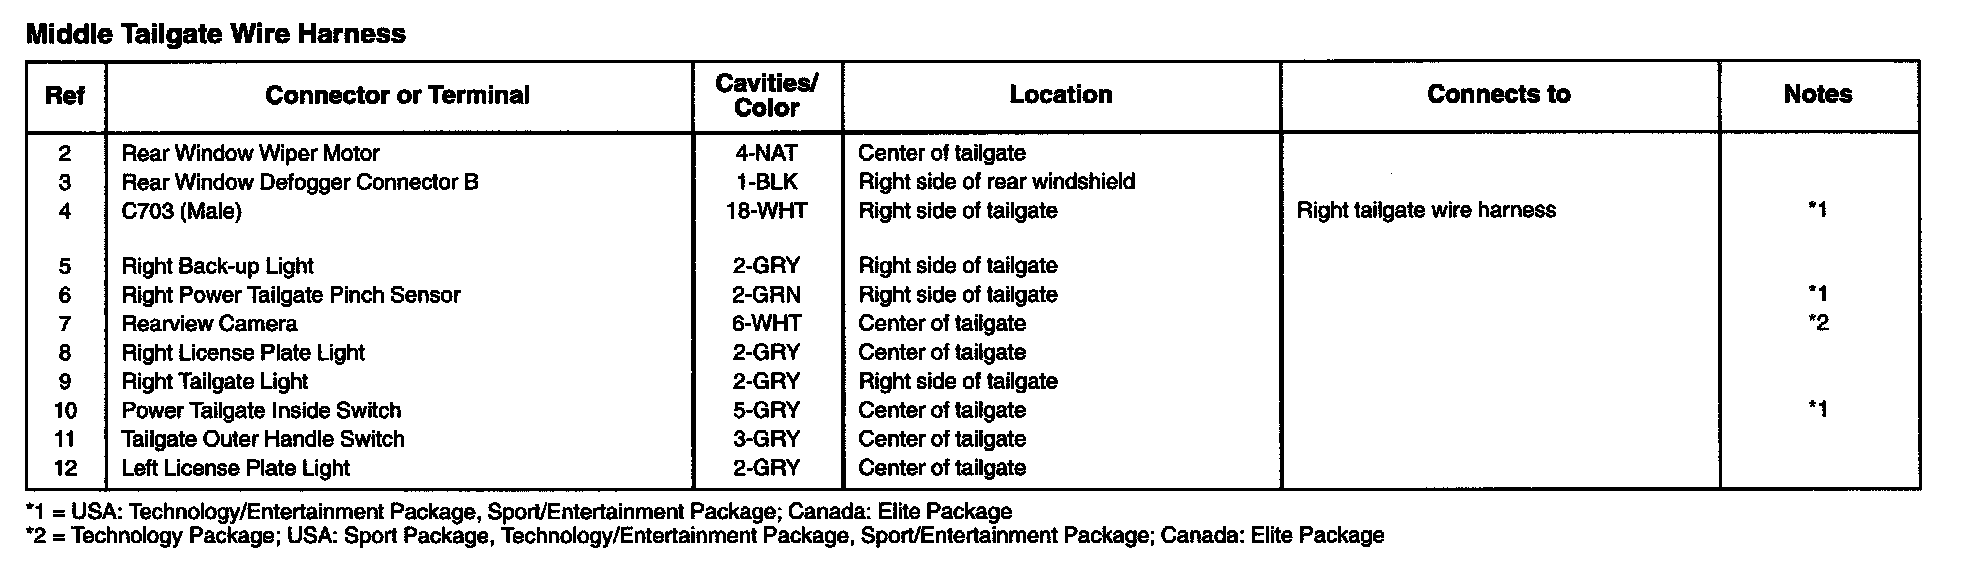 Middle Tailgate Wire Harness
Ref Connector or Terminal Cavities/ Color Location Connects to Notes
2 Rear Window Wiper Motor 4-NAT Center of tailgate
3 Rear Window Defogger Connector B 1-BLK Right side of rear windshield
4 C703 (Male) 18-WHT Right side of tailgate Right tailgate wire harness *1
5 Right Back-up Light 2-GRY Right side of tailgate
6 Right Power Tailgate Pinch Sensor 2-GRN Right side of tailgate *1
7 Rearview Camera 6-WHT Center of tailgate *2
8 Right License Plate Light 2-GRY Center of tailgate
9 Right Tailgate Light 2-GRY Right side of tailgate
10 Power Tailgate Inside Switch 5-GRY Center of tailgate *1
11 Tailgate Outer Handle Switch 3-GRY Center of tailgate
12 Left License Plate Light 2-GRY Center of tailgate
*1 = USA: Technology/Entertainment Package, Sport/Entertainment Package; Canada: Elite Package
*2 = Technology Package; USA: Sport Package, Technology/Entertainment Package, Sport/Entertainment Package; Canada: Elite Package